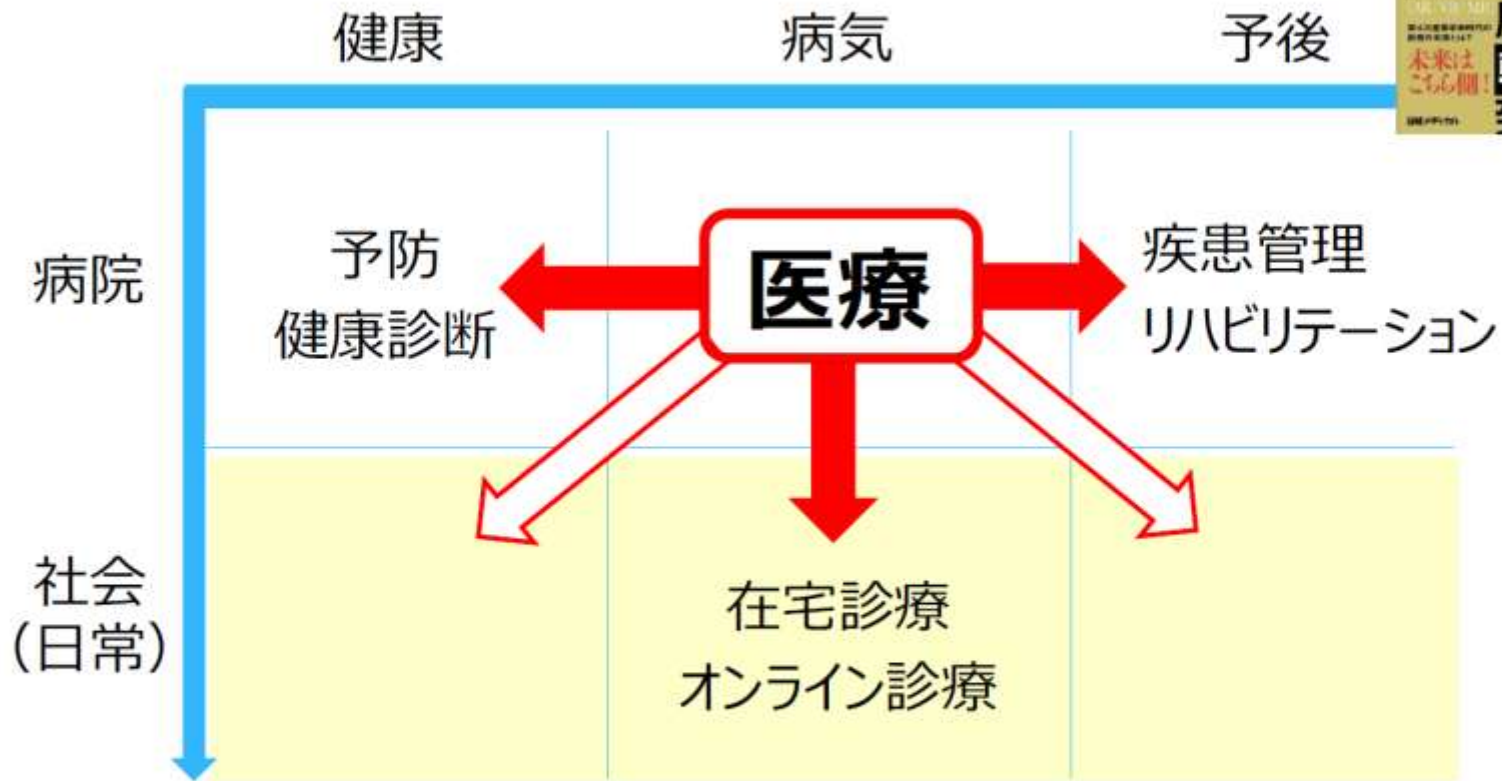 健康
病気
予後
未来は
こちら側!
病院
予防
健康診断
医療
疾患管理
リハビリテーション
社会
(日常)
在宅診療
オンライン診療